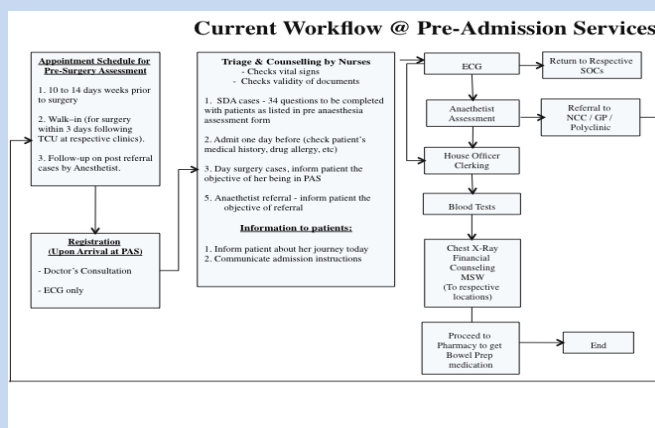 Current Workflow @ Pre-Admission Services
Appointment Schedule for
Pre-Surgery Assessment
1. 10 to 14 days weeks prior
to surgery
2. Walk–in (for surgery
within 3 days following
TCU at respective clinics).
3. Follow-up on post referral
cases by Anesthetist.
Registration
(Upon Arrival at PAS)
- Doctor's Consultation
- ECG only
Triage & Counselling by Nurses
- Checks vital signs
- Checks validity of documents
1. SDA cases - 34 questions to be completed
with patients as listed in pre anaesthesia
assessment form
2. Admit one day before (check patient's
medical history, drug allergy, etc)
3. Day surgery cases, inform patient the
objective of her being in PAS
5. Anaethetist referral - inform patient the
objective of referral
Information to patients:
1. Inform patient about her journey today
2. Communicate admission instructions
ECG
Return to Respective
SOCs
Anaethetist
Assessment
Referral to
NCC / GP /
Polyclinic
House Officer
Clerking
Blood Tests
Chest X-Ray
Financial
Counseling
MSW
(To respective
locations)
Proceed to
Pharmacy to get
Bowel Prep
medication
End